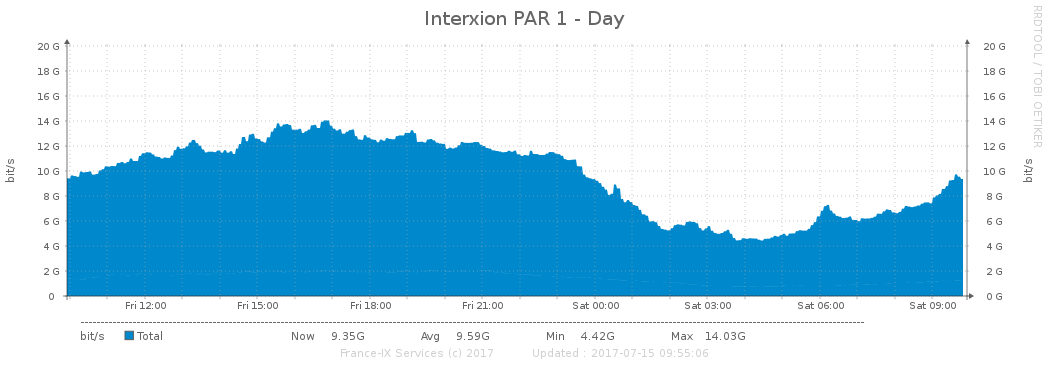 Interxion PAR 1 - Day
RRDTOOL / TOBI OETIKER
20 G 20 G
18 G 18 G
16 G 16 G
14 G 14 G
12 G 12 G
10 G 10 G
8 G 8 G
6 G 6 G
4 G 4 G
2 G 2 G
0 0 G
bit/s
bit/s
Fri 12:00 Fri 15:00 Fri 18:00 Fri 21:00 Sat 00:00 Sat 03:00 Sat 06:00 Sat 09:00
bit/s Total Now 9.35G Avg 9.59G Min 4.42G Max 14.03G
France-IX Services (c) 2017 Updated : 2017-07-15 09:55:06